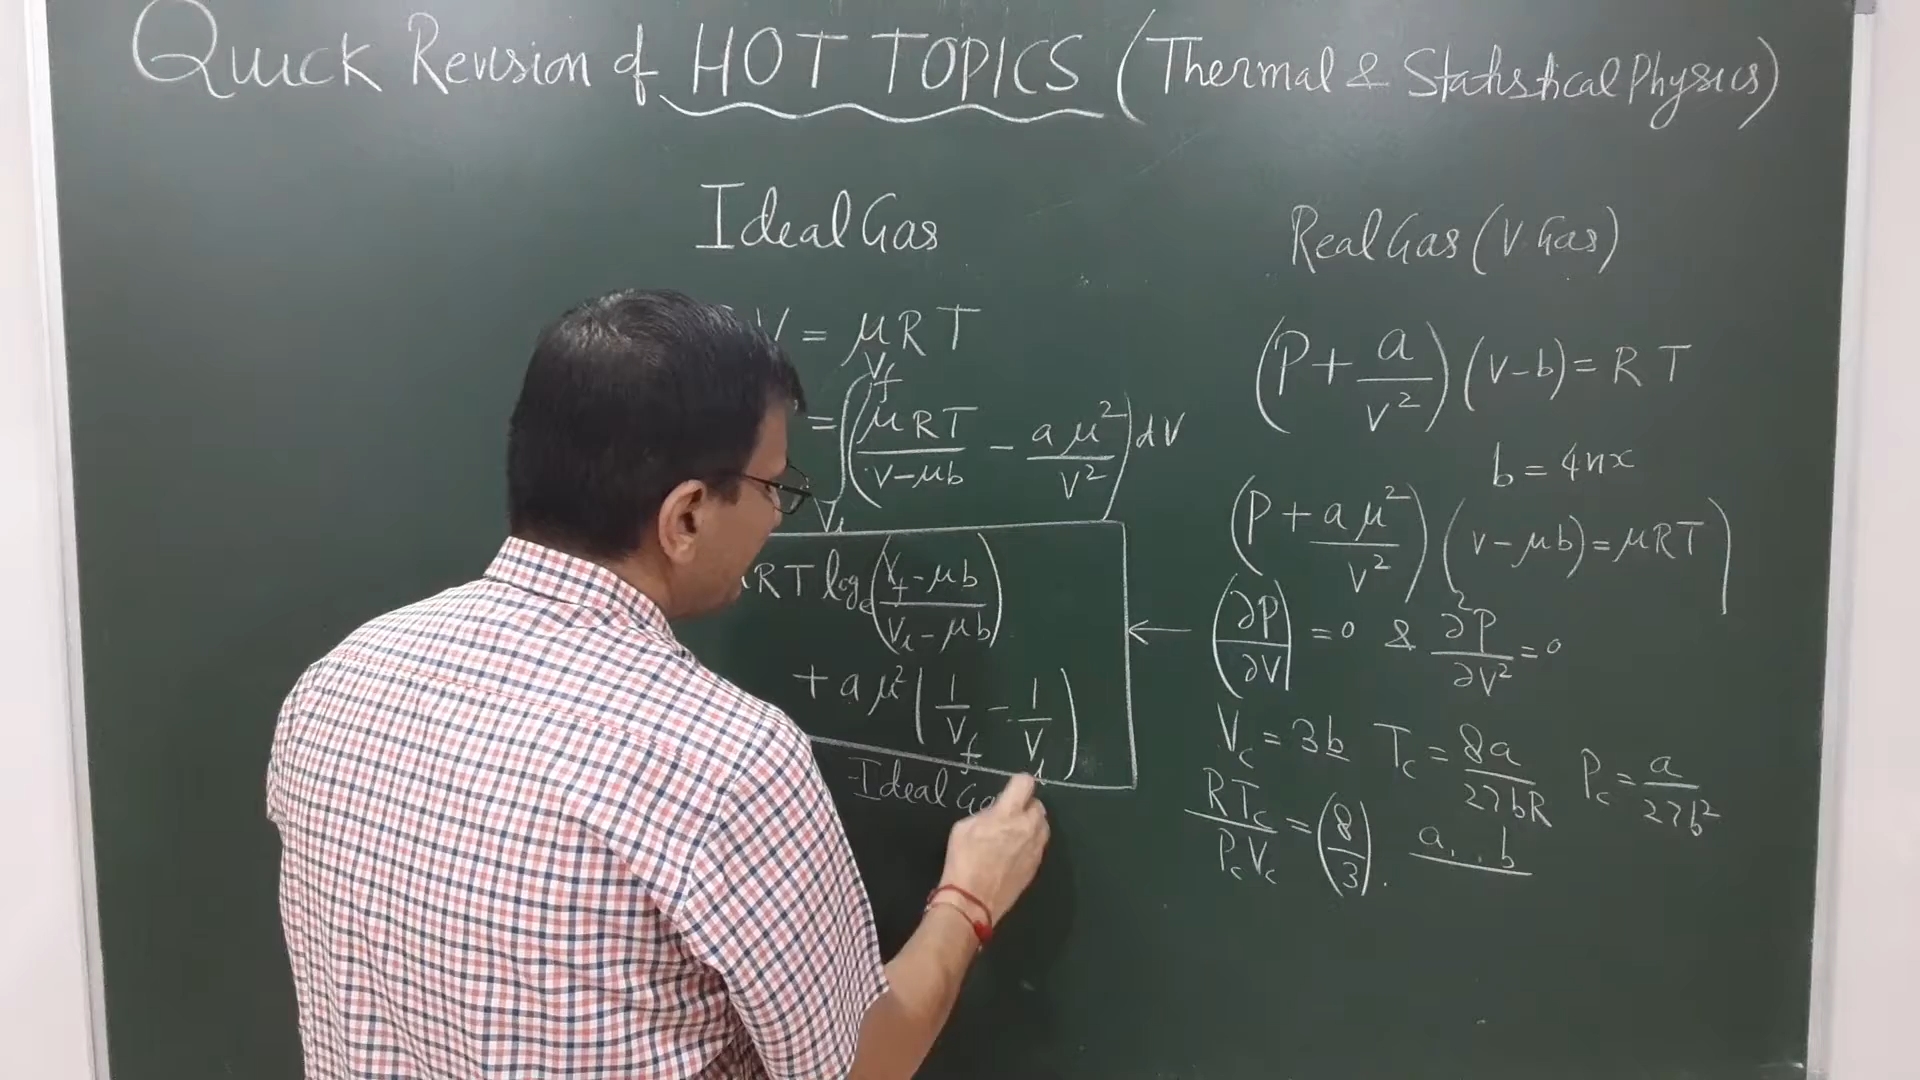 Quick Revision of HOT TOPICS (Thermal & Statistical Physics)
Ideal Gas
V = μRT
= ∫ V_i V_f (μRT/(V-μb) - aμ²/V²) dV
RT log_e ((V_f - μb)/(V_i - μb))
+ aμ² (1/V_f - 1/V_i)
Ideal
Real Gas (V. Gas)
(P + a/V²) (V-b) = RT
b = 4nx
(P + aμ²/V²) (V-μb) = μRT)
(∂P/∂V) = 0 & ∂²P/∂V² = 0
V_c = 3b T_c = 8a/27bR P_c = a/27b²
RT_c/P_cV_c = (8/3). a, . b